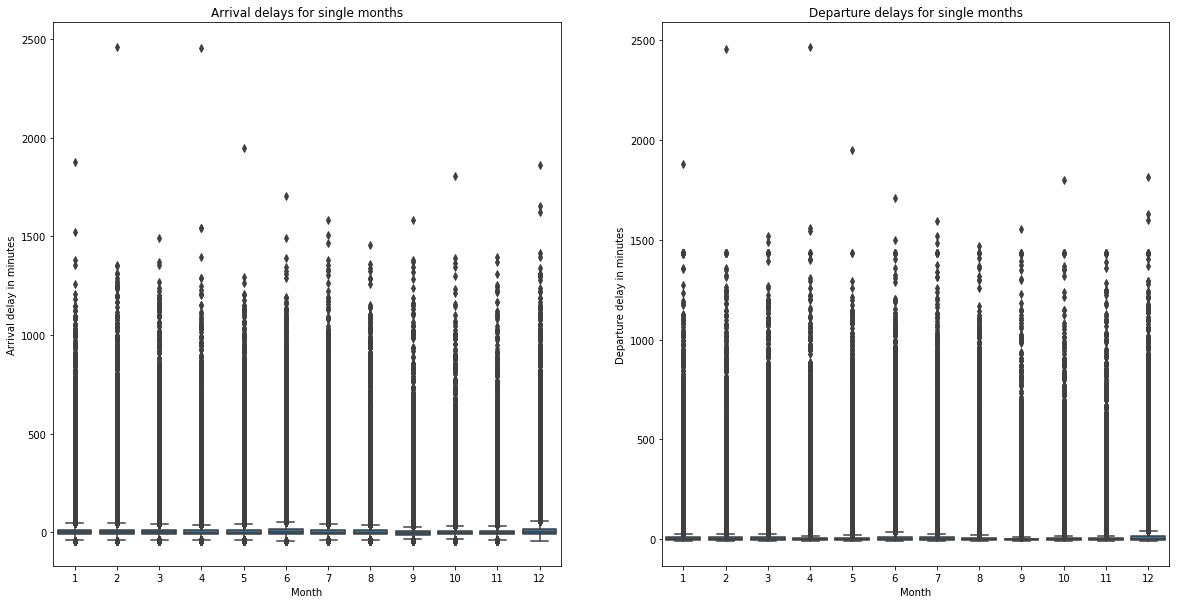 Arrival delays for single months
2500
2000
1500
1000
500
0
Arrival delay in minutes
1 2 3 4 5 6 7 8 9 10 11 12
Month
Departure delays for single months
2500
2000
1500
1000
500
0
Departure delay in minutes
1 2 3 4 5 6 7 8 9 10 11 12
Month